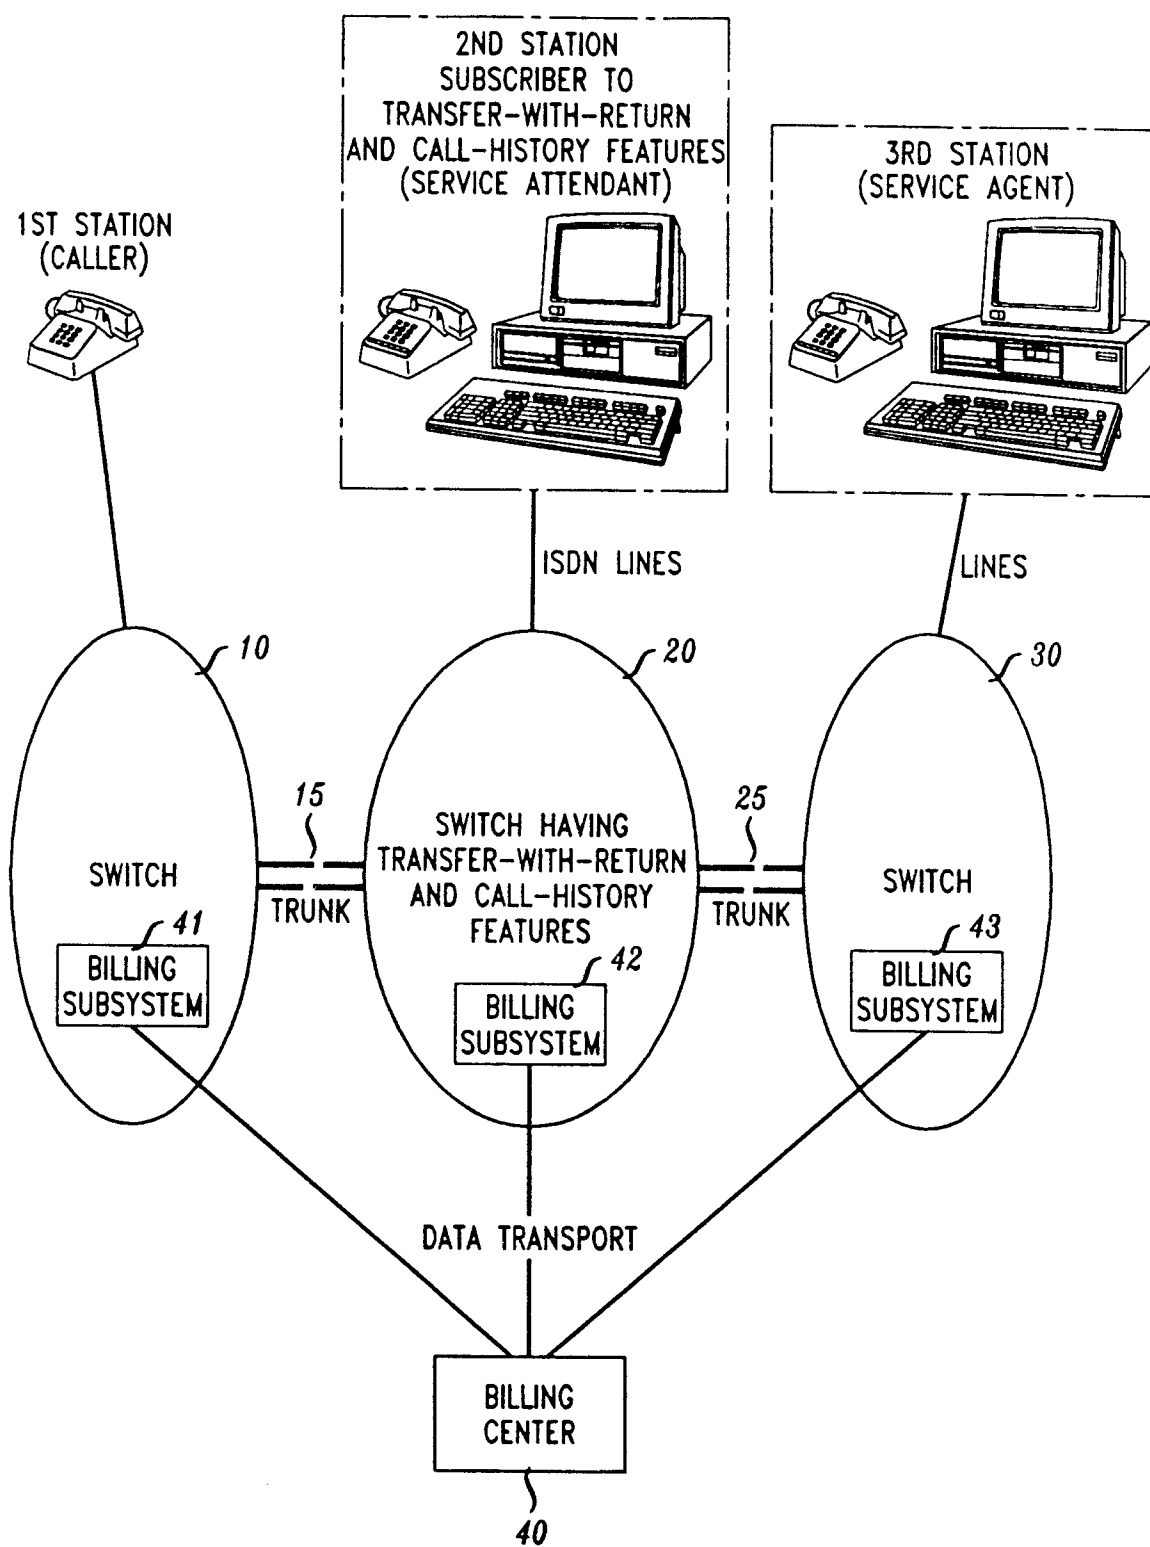 2ND STATION
SUBSCRIBER TO
TRANSFER-WITH-RETURN
AND CALL-HISTORY FEATURES
(SERVICE ATTENDANT)
3RD STATION
(SERVICE AGENT)
1ST STATION
(CALLER)
ISDN LINES
LINES
10
20
30
15
25
SWITCH
TRUNK
SWITCH HAVING
TRANSFER-WITH-RETURN
AND CALL-HISTORY
FEATURES
TRUNK
SWITCH
41
BILLING
SUBSYSTEM
42
BILLING
SUBSYSTEM
43
BILLING
SUBSYSTEM
DATA TRANSPORT
BILLING
CENTER
40